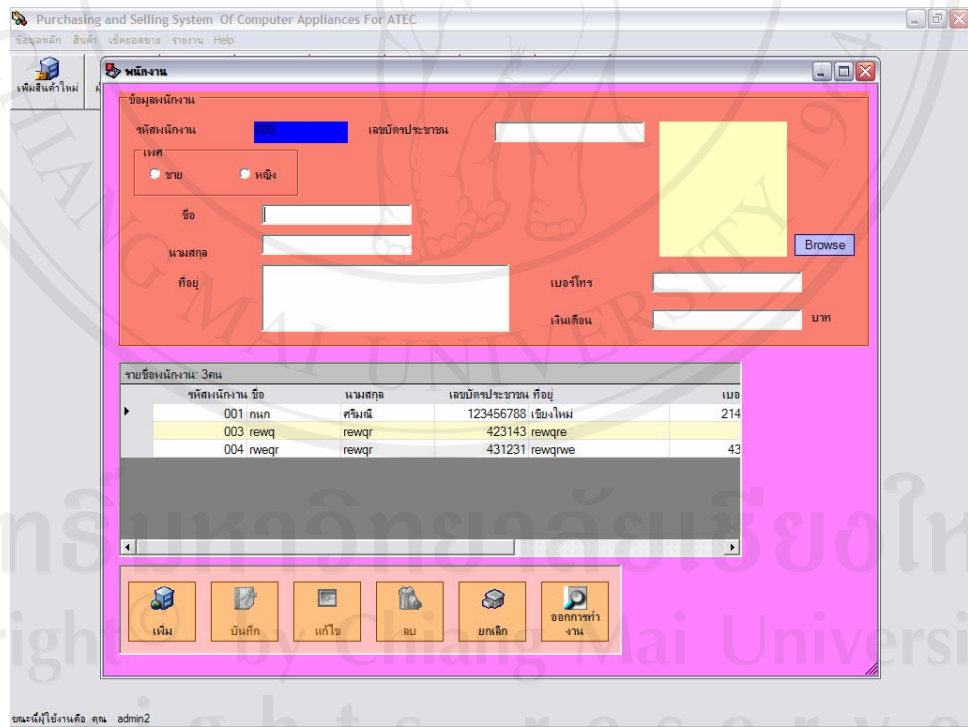 Purchasing and Selling System Of Computer Appliances For ATEC
ข้อมูลหลัก สินค้า เช็คยอดขาย รายงาน Help
เพิ่มสินค้าใหม่
พนักงาน
ข้อมูลพนักงาน
รหัสพนักงาน 005 เลขบัตรประชาชน
เพศ
ชาย หญิง
ชื่อ
Browse
นามสกุล
ที่อยู่ เบอร์โทร
เงินเดือน บาท
รายชื่อพนักงาน: 3คน
รหัสพนักงาน ชื่อ นามสกุล เลขบัตรประชาชน ที่อยู่ เบอ
001 กนก ศรีมณี 123456788 เชียงใหม่ 214
003 rewq rewqr 423143 rewqre
004 rweqr rewqr 431231 rewqrwe 43
เพิ่ม บันทึก แก้ไข ลบ ยกเลิก ออกการทำงาน
ขณะนี้ผู้ใช้งานคือ คุณ admin2
CHIANG MAI UNIVERSITY 1964
by Chiang Mai Universi